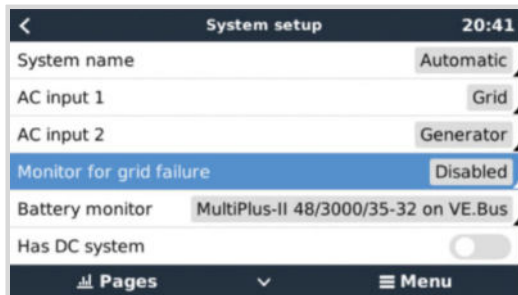 System setup 20:41
System name Automatic
AC input 1 Grid
AC input 2 Generator
Monitor for grid failure Disabled
Battery monitor MultiPlus-II 48/3000/35-32 on VE.Bus
Has DC system
Pages Menu